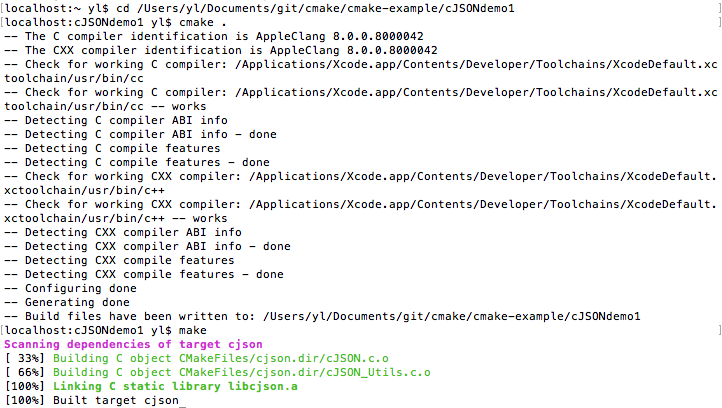 [localhost:~ yl$ cd /Users/yl/Documents/git/cmake/cmake-example/cJSONdemo1 ]
[localhost:cJSONdemo1 yl$ cmake . ]
-- The C compiler identification is AppleClang 8.0.0.8000042
-- The CXX compiler identification is AppleClang 8.0.0.8000042
-- Check for working C compiler: /Applications/Xcode.app/Contents/Developer/Toolchains/XcodeDefault.xc
toolchain/usr/bin/cc
-- Check for working C compiler: /Applications/Xcode.app/Contents/Developer/Toolchains/XcodeDefault.xc
toolchain/usr/bin/cc -- works
-- Detecting C compiler ABI info
-- Detecting C compiler ABI info - done
-- Detecting C compile features
-- Detecting C compile features - done
-- Check for working CXX compiler: /Applications/Xcode.app/Contents/Developer/Toolchains/XcodeDefault.
xctoolchain/usr/bin/c++
-- Check for working CXX compiler: /Applications/Xcode.app/Contents/Developer/Toolchains/XcodeDefault.
xctoolchain/usr/bin/c++ -- works
-- Detecting CXX compiler ABI info
-- Detecting CXX compiler ABI info - done
-- Detecting CXX compile features
-- Detecting CXX compile features - done
-- Configuring done
-- Generating done
-- Build files have been written to: /Users/yl/Documents/git/cmake/cmake-example/cJSONdemo1
[localhost:cJSONdemo1 yl$ make ]
Scanning dependencies of target cjson
[ 33%] Building C object CMakeFiles/cjson.dir/cJSON.c.o
[ 66%] Building C object CMakeFiles/cjson.dir/cJSON_Utils.c.o
[100%] Linking C static library libcjson.a
[100%] Built target cjson